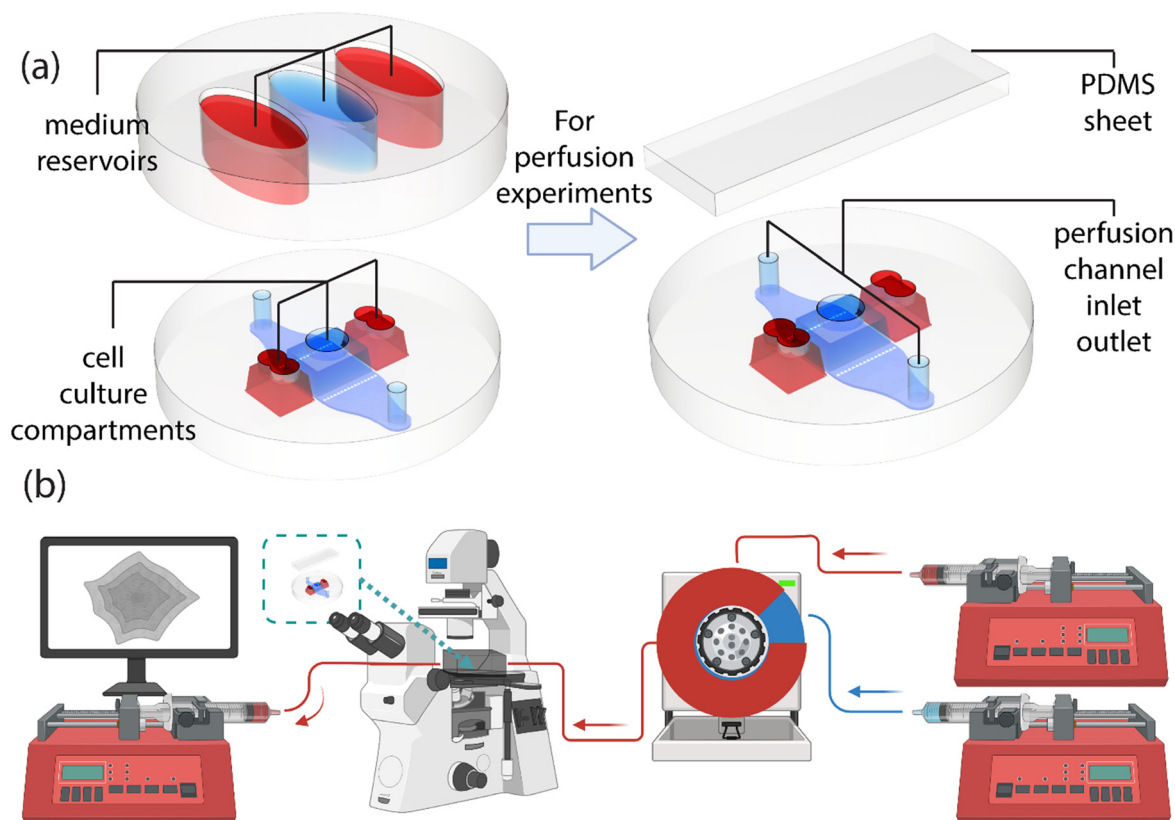 (a)
medium
reservoirs
For
perfusion
experiments
PDMS
sheet
cell
culture
compartments
perfusion
channel
inlet
outlet
(b)